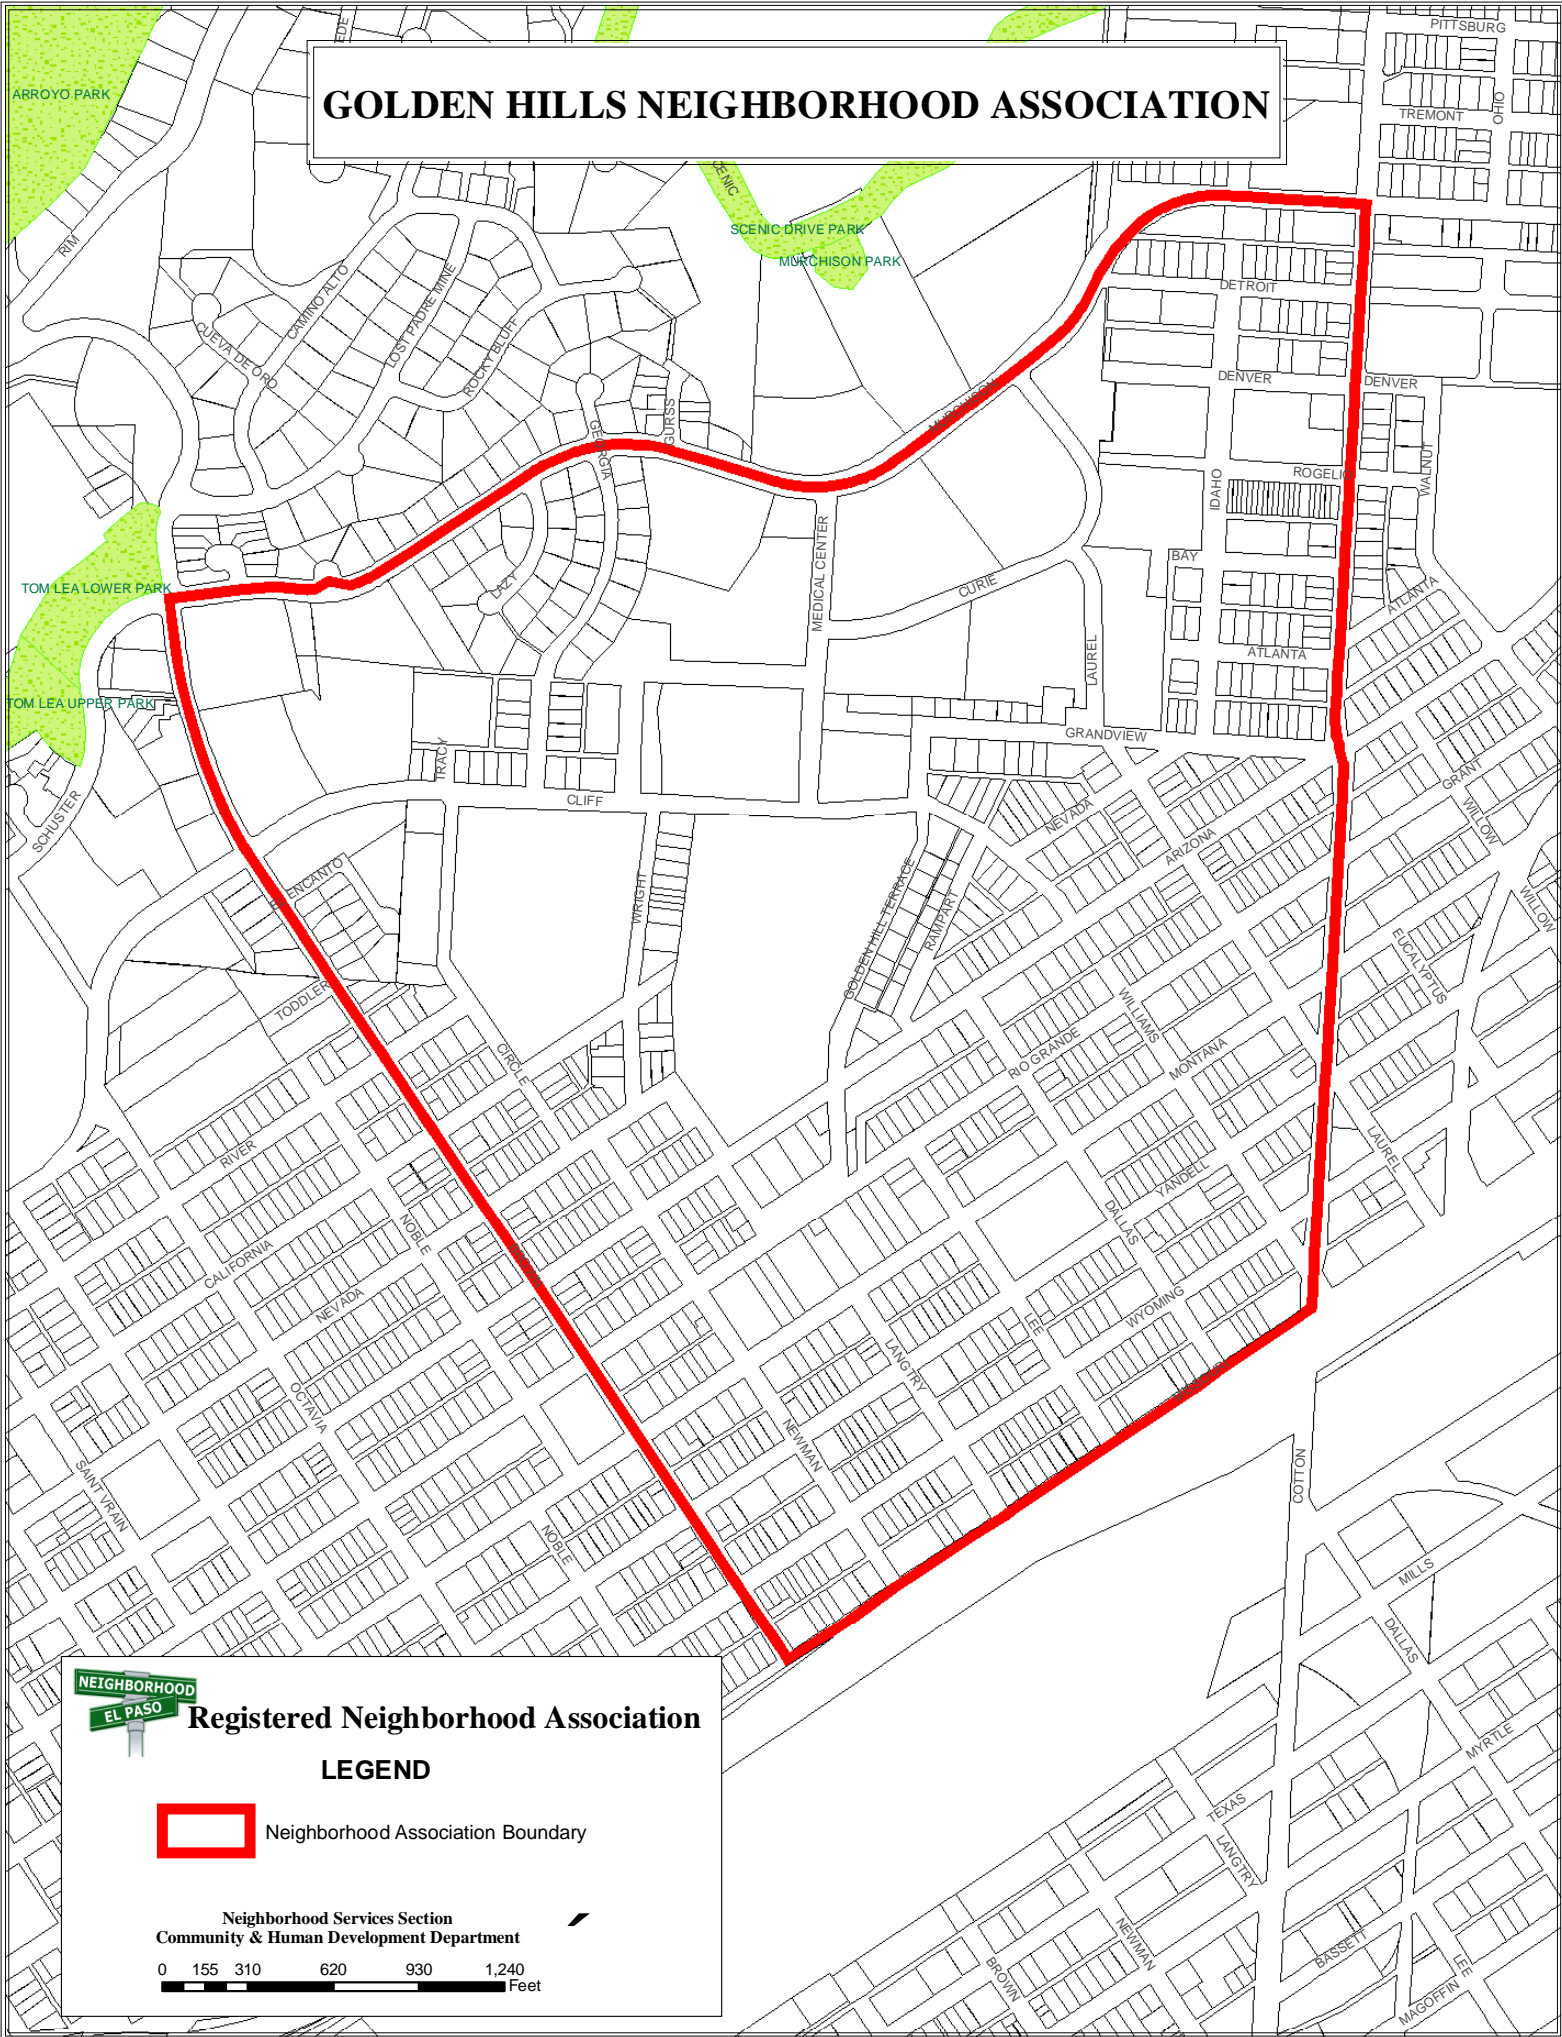 PITTSBURG
EDE
ARROYO PARK
GOLDEN HILLS NEIGHBORHOOD ASSOCIATION
OHIO
TREMONT
CENIC
SCENIC DRIVE PARK
RIM
MURCHISON PARK
CAMINO ALTO
LOST PADRE MINE
DETROIT
CUEVA DE ORO
ROCKY BLUFF
DENVER
DENVER
MURCHISON
GURSS
GEORGIA
WALNUT
ROGELIO
IDAHO
BAY
MEDICAL CENTER
TOM LEA LOWER PARK
LAZY
CURIE
ATLANTA
ATLANTA
LAUREL
TOM LEA UPPER PARK
GRANDVIEW
TRACY
GRANT
CLIFF
SCHUSTER
NEVADA
WILLOW
ARIZONA
ENCANTO
WRIGHT
GOLDEN HILL TERRACE
RAMPART
WILLOW
EUCALYPTUS
TODDLER
WILLIAMS
CIRCLE
RIO GRANDE
MONTANA
RIVER
LAUREL
YANDELL
NOBLE
DALLAS
CALIFORNIA
NEVADA
WYOMING
LEE
LANGTRY
OCTAVIA
NEWMAN
COTTON
SAINT VRAIN
NOBLE
MILLS
DALLAS
NEIGHBORHOOD
EL PASO
Registered Neighborhood Association
LEGEND
MYRTLE
TEXAS
Neighborhood Association Boundary
LANGTRY
Neighborhood Services Section
Community & Human Development Department
NEWMAN
BASSETT
LEE
BROWN
0 155 310 620 930 1,240
Feet
MAGOFFIN